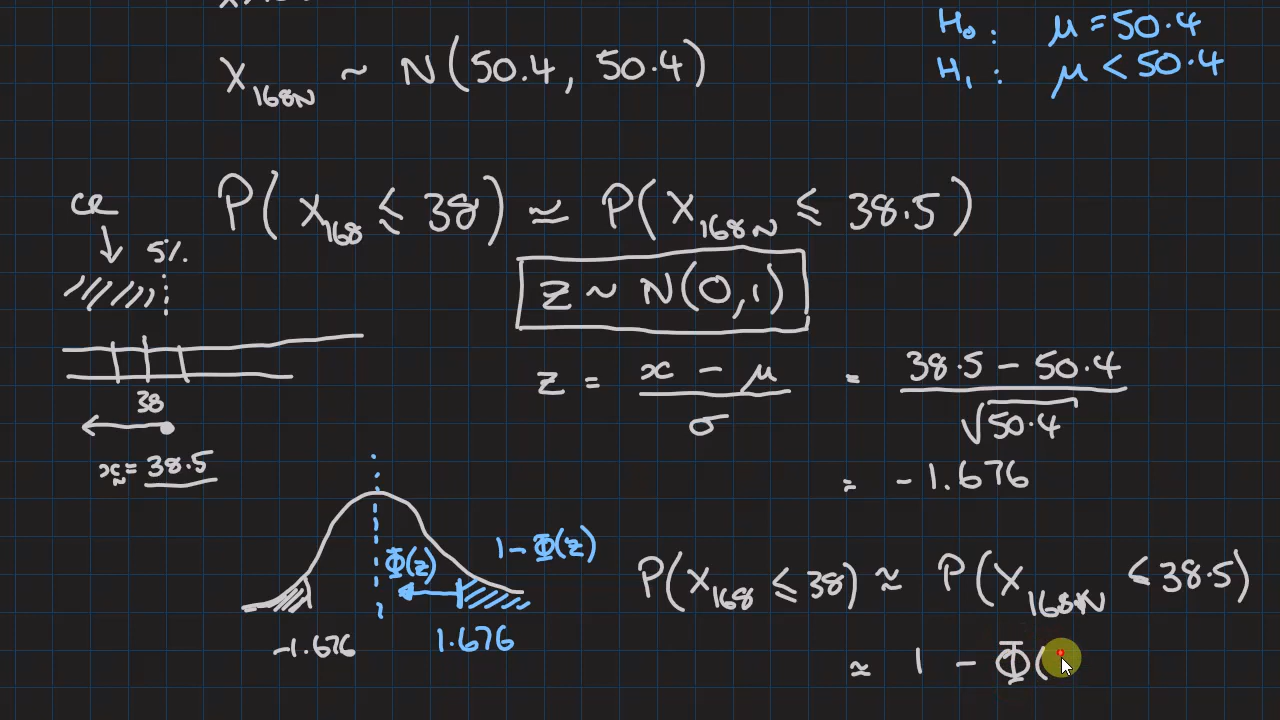 H₀ : μ = 50.4
X₁₆₈N ~ N(50.4, 50.4)
H₁ : μ < 50.4
CR
P(X₁₆₈ ≤ 38) ≃ P(X₁₆₈N ≤ 38.5)
5%
Z ~ N(0,1)
38
z = (x - μ)/σ = (38.5 - 50.4)/√50.4
xN = 38.5
= -1.676
Φ(z)
1 - Φ(z)
P(X₁₆₈ ≤ 38) ≈ P(X₁₆₈N ≤ 38.5)
-1.676
1.676
≈ 1 - Φ(